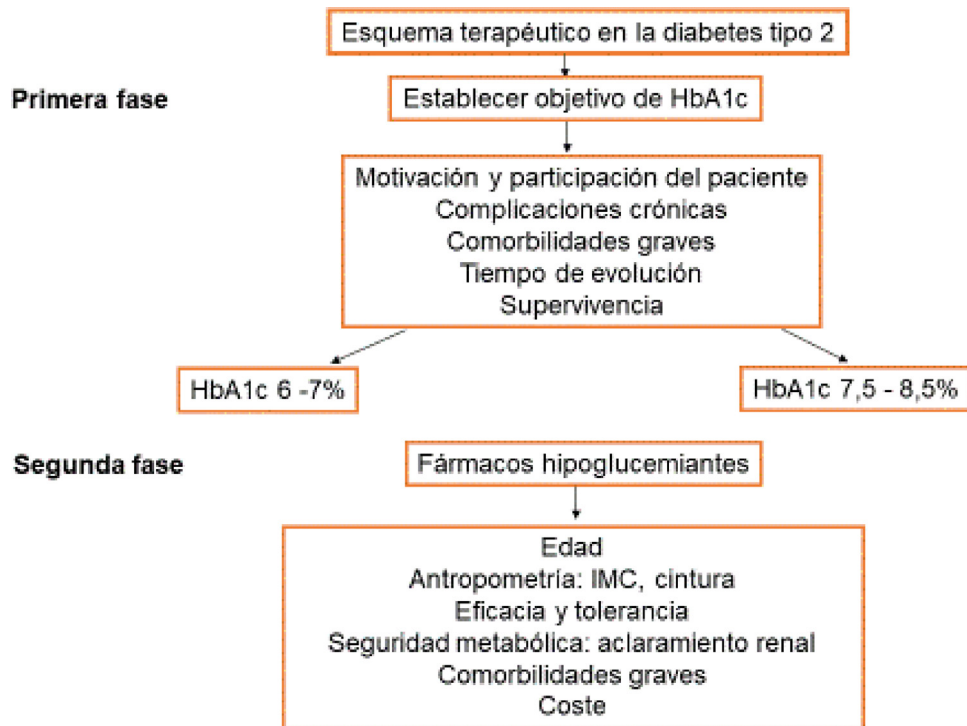 Esquema terapéutico en la diabetes tipo 2
Primera fase
Establecer objetivo de HbA1c
Motivación y participación del paciente
Complicaciones crónicas
Comorbilidades graves
Tiempo de evolución
Supervivencia
HbA1c 6 -7%
HbA1c 7,5 - 8,5%
Segunda fase
Fármacos hipoglucemiantes
Edad
Antropometría: IMC, cintura
Eficacia y tolerancia
Seguridad metabólica: aclaramiento renal
Comorbilidades graves
Coste